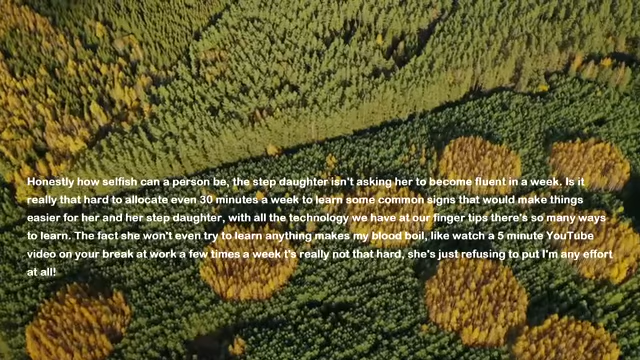 Honestly how selfish can a person be, the step daughter isn't asking her to become fluent in a week. Is it
really that hard to allocate even 30 minutes a week to learn some common signs that would make things
easier for her and her step daughter, with all the technology we have at our finger tips there's so many ways
to learn. The fact she won't even try to learn anything makes my blood boil, like watch a 5 minute YouTube
video on your break at work a few times a week t's really not that hard, she's just refusing to put I'm any effort
at all!